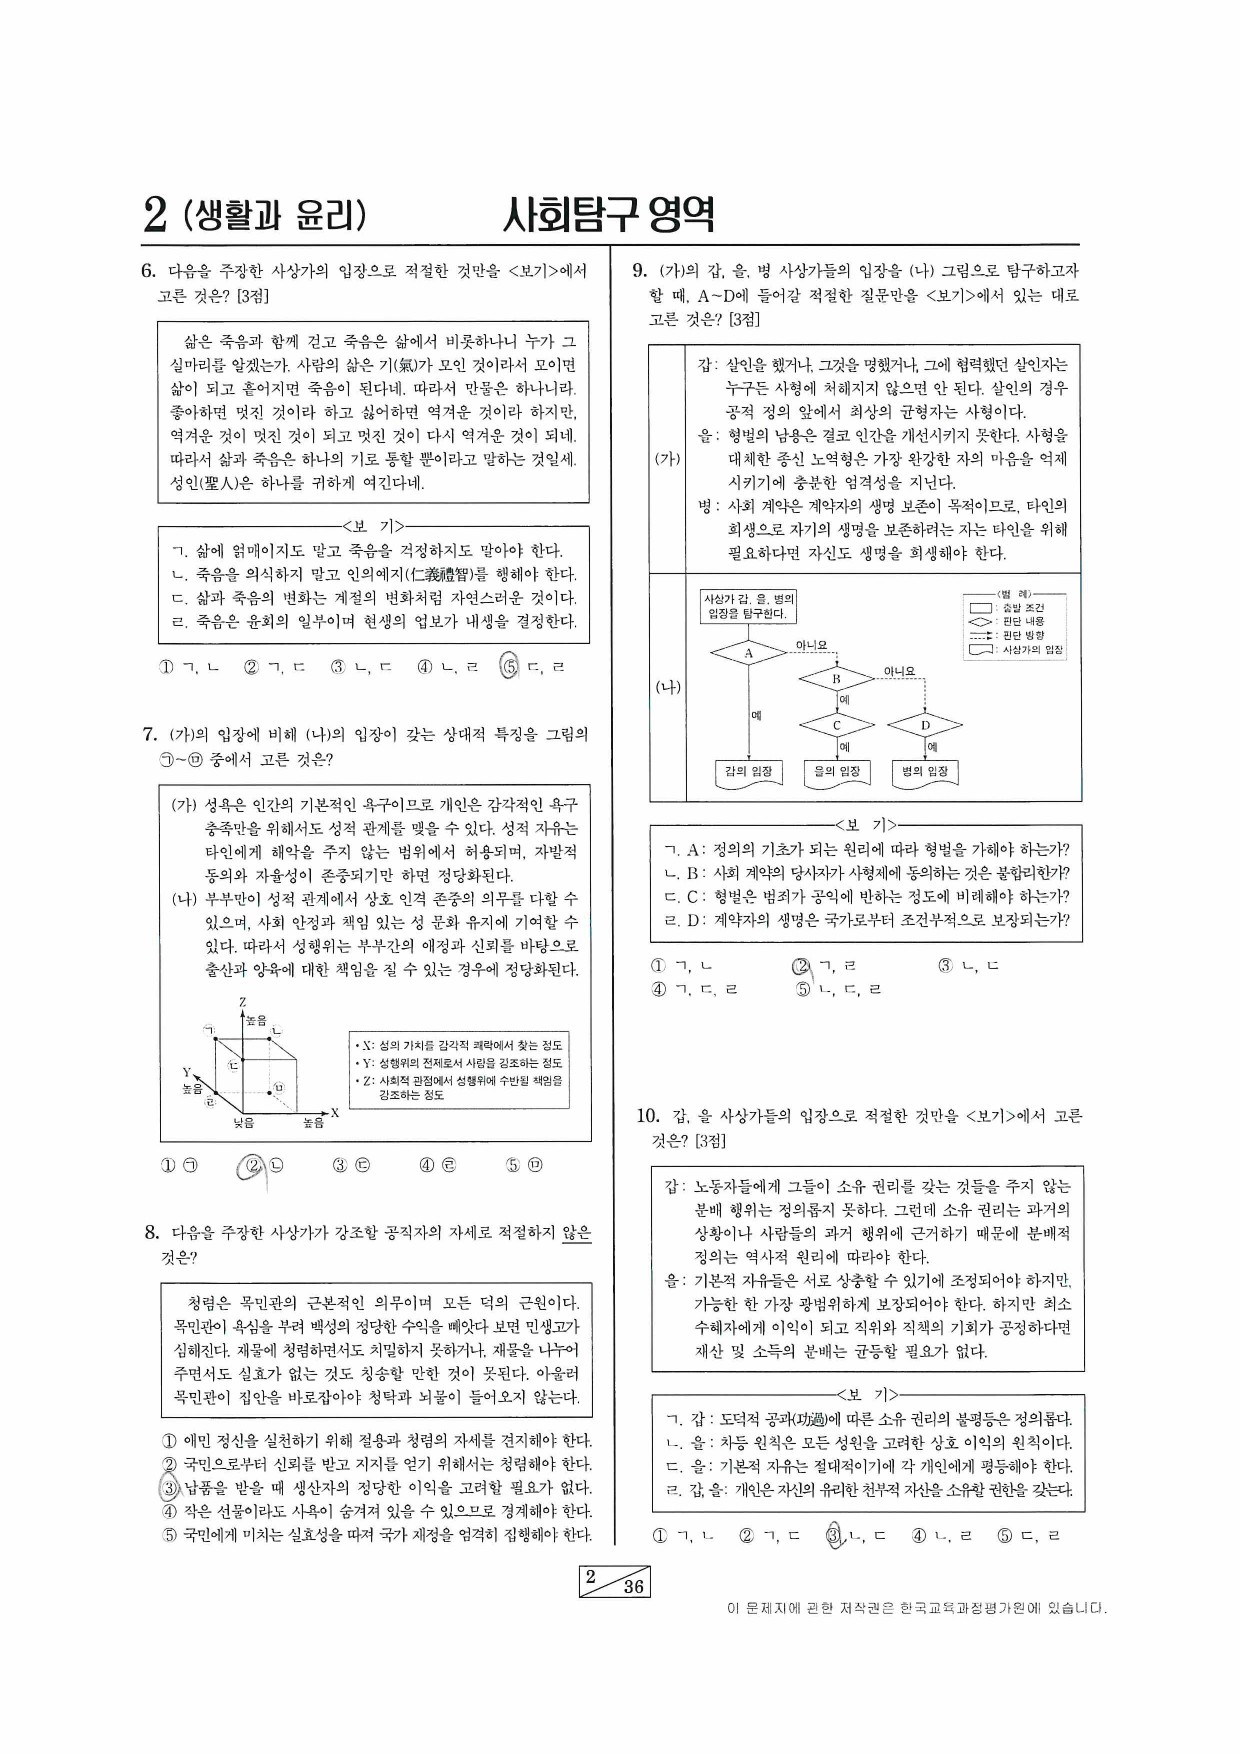 2 (생활과 윤리)
사회탐구 영역
6. 다음을 주장한 사상가의 입장으로 적절한 것만을 <보기>에서
고른 것은? [3점]
삶은 죽음과 함께 걷고 죽음은 삶에서 비롯하나니 누가 그
실마리를 알겠는가. 사람의 삶은 기(氣)가 모인 것이라서 모이면
삶이 되고 흩어지면 죽음이 된다네. 따라서 만물은 하나니라.
좋아하면 멋진 것이라 하고 싫어하면 역겨운 것이라 하지만,
역겨운 것이 멋진 것이 되고 멋진 것이 다시 역겨운 것이 되네.
따라서 삶과 죽음은 하나의 기로 통할 뿐이라고 말하는 것일세.
성인(聖人)은 하나를 귀하게 여긴다네.
<보 기>
ㄱ. 삶에 얽매이지도 말고 죽음을 걱정하지도 말아야 한다.
ㄴ. 죽음을 의식하지 말고 인의예지(仁義禮智)를 행해야 한다.
ㄷ. 삶과 죽음의 변화는 계절의 변화처럼 자연스러운 것이다.
ㄹ. 죽음은 윤회의 일부이며 현생의 업보가 내생을 결정한다.
① ㄱ, ㄴ ② ㄱ, ㄷ ③ ㄴ, ㄷ ④ ㄴ, ㄹ ⑤ ㄷ, ㄹ
7. (가)의 입장에 비해 (나)의 입장이 갖는 상대적 특징을 그림의
㉠~㉤ 중에서 고른 것은?
(가) 성욕은 인간의 기본적인 욕구이므로 개인은 감각적인 욕구
충족만을 위해서도 성적 관계를 맺을 수 있다. 성적 자유는
타인에게 해악을 주지 않는 범위에서 허용되며, 자발적
동의와 자율성이 존중되기만 하면 정당화된다.
(나) 부부만이 성적 관계에서 상호 인격 존중의 의무를 다할 수
있으며, 사회 안정과 책임 있는 성 문화 유지에 기여할 수
있다. 따라서 성행위는 부부간의 애정과 신뢰를 바탕으로
출산과 양육에 대한 책임을 질 수 있는 경우에 정당화된다.
Z
높음
㉠ ㉡
㉢
Y
높음
㉣ ㉤
X
낮음 높음
• X: 성의 가치를 감각적 쾌락에서 찾는 정도
• Y: 성행위의 전제로서 사랑을 강조하는 정도
• Z: 사회적 관점에서 성행위에 수반될 책임을
강조하는 정도
① ㉠ ② ㉡ ③ ㉢ ④ ㉣ ⑤ ㉤
8. 다음을 주장한 사상가가 강조할 공직자의 자세로 적절하지 않은
것은?
청렴은 목민관의 근본적인 의무이며 모든 덕의 근원이다.
목민관이 욕심을 부려 백성의 정당한 수익을 빼앗다 보면 민생고가
심해진다. 재물에 청렴하면서도 치밀하지 못하거나, 재물을 나누어
주면서도 실효가 없는 것도 칭송할 만한 것이 못된다. 아울러
목민관이 집안을 바로잡아야 청탁과 뇌물이 들어오지 않는다.
① 애민 정신을 실천하기 위해 절용과 청렴의 자세를 견지해야 한다.
② 국민으로부터 신뢰를 받고 지지를 얻기 위해서는 청렴해야 한다.
③ 납품을 받을 때 생산자의 정당한 이익을 고려할 필요가 없다.
④ 작은 선물이라도 사욕이 숨겨져 있을 수 있으므로 경계해야 한다.
⑤ 국민에게 미치는 실효성을 따져 국가 재정을 엄격히 집행해야 한다.
9. (가)의 갑, 을, 병 사상가들의 입장을 (나) 그림으로 탐구하고자
할 때, A~D에 들어갈 적절한 질문만을 <보기>에서 있는 대로
고른 것은? [3점]
(가)
갑: 살인을 했거나, 그것을 명했거나, 그에 협력했던 살인자는
누구든 사형에 처해지지 않으면 안 된다. 살인의 경우
공적 정의 앞에서 최상의 균형자는 사형이다.
을: 형벌의 남용은 결코 인간을 개선시키지 못한다. 사형을
대체한 종신 노역형은 가장 완강한 자의 마음을 억제
시키기에 충분한 엄격성을 지닌다.
병: 사회 계약은 계약자의 생명 보존이 목적이므로, 타인의
희생으로 자기의 생명을 보존하려는 자는 타인을 위해
필요하다면 자신도 생명을 희생해야 한다.
(나)
사상가 갑, 을, 병의
입장을 탐구한다.
<범 례>
: 출발 조건
: 판단 내용
: 판단 방향
: 사상가의 입장
A 아니요
B 아니요
예
예
C D
예 예
갑의 입장 을의 입장 병의 입장
<보 기>
ㄱ. A: 정의의 기초가 되는 원리에 따라 형벌을 가해야 하는가?
ㄴ. B: 사회 계약의 당사자가 사형제에 동의하는 것은 불합리한가?
ㄷ. C: 형벌은 범죄가 공익에 반하는 정도에 비례해야 하는가?
ㄹ. D: 계약자의 생명은 국가로부터 조건부적으로 보장되는가?
① ㄱ, ㄴ ② ㄱ, ㄹ ③ ㄴ, ㄷ
④ ㄱ, ㄷ, ㄹ ⑤ ㄴ, ㄷ, ㄹ
10. 갑, 을 사상가들의 입장으로 적절한 것만을 <보기>에서 고른
것은? [3점]
갑: 노동자들에게 그들이 소유 권리를 갖는 것들을 주지 않는
분배 행위는 정의롭지 못하다. 그런데 소유 권리는 과거의
상황이나 사람들의 과거 행위에 근거하기 때문에 분배적
정의는 역사적 원리에 따라야 한다.
을: 기본적 자유들은 서로 상충할 수 있기에 조정되어야 하지만,
가능한 한 가장 광범위하게 보장되어야 한다. 하지만 최소
수혜자에게 이익이 되고 직위와 직책의 기회가 공정하다면
재산 및 소득의 분배는 균등할 필요가 없다.
<보 기>
ㄱ. 갑: 도덕적 공과(功過)에 따른 소유 권리의 불평등은 정의롭다.
ㄴ. 을: 차등 원칙은 모든 성원을 고려한 상호 이익의 원칙이다.
ㄷ. 을: 기본적 자유는 절대적이기에 각 개인에게 평등해야 한다.
ㄹ. 갑, 을: 개인은 자신의 유리한 천부적 자산을 소유할 권한을 갖는다.
① ㄱ, ㄴ ② ㄱ, ㄷ ③ ㄴ, ㄷ ④ ㄴ, ㄹ ⑤ ㄷ, ㄹ
2 36
이 문제지에 관한 저작권은 한국교육과정평가원에 있습니다.